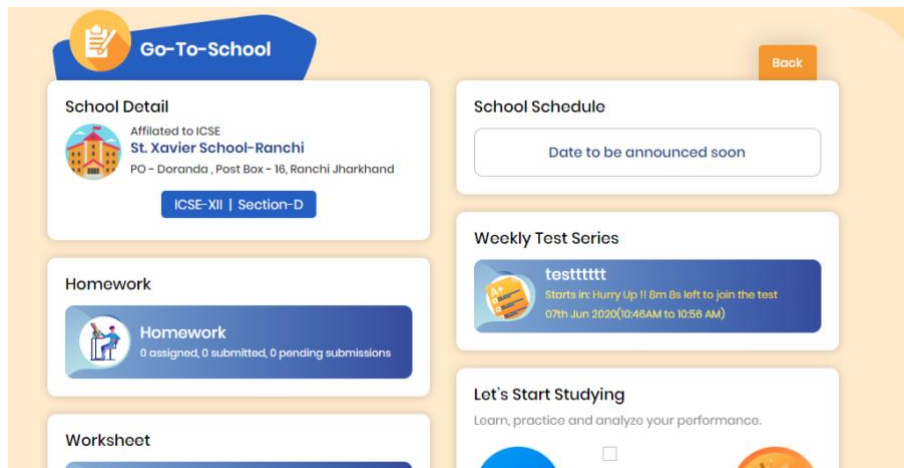 Go-To-School
Back
School Detail
Affilated to ICSE
St. Xavier School-Ranchi
PO - Doranda , Post Box - 16, Ranchi Jharkhand
ICSE-XII | Section-D
School Schedule
Date to be announced soon
Homework
Homework
0 assigned, 0 submitted, 0 pending submissions
Weekly Test Series
A+
testttttt
Starts in: Hurry Up !! 8m 8s left to join the test
07th Jun 2020(10:46AM to 10:56 AM)
Worksheet
Let's Start Studying
Learn, practice and analyze your performance.